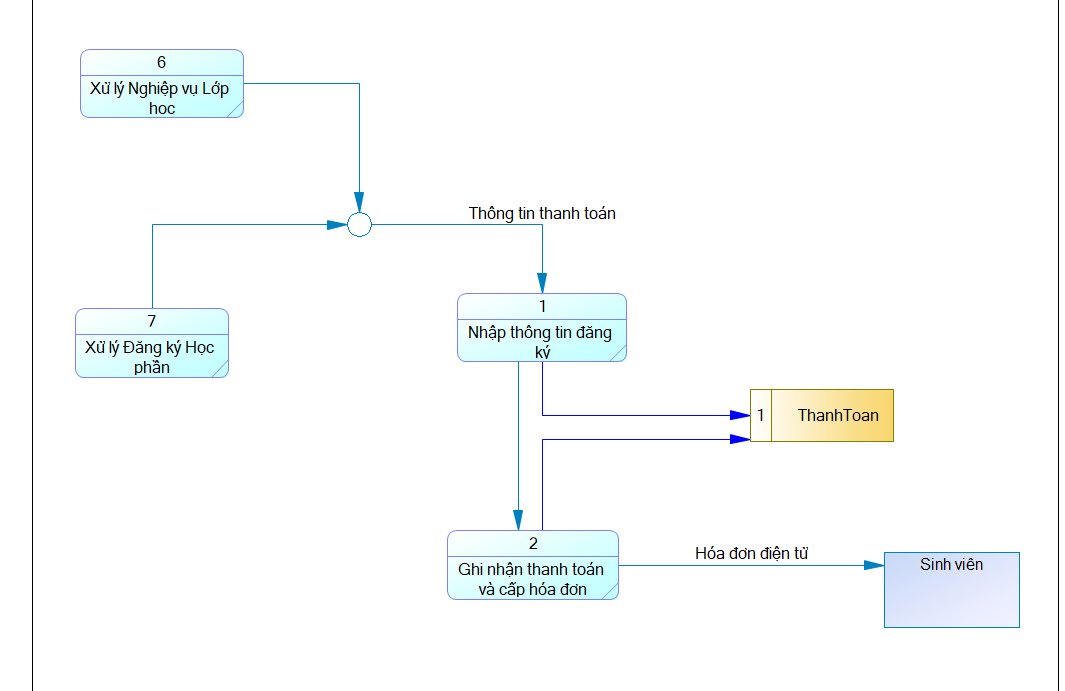 6
Xử lý Nghiệp vụ Lớp
học
Thông tin thanh toán
1
Nhập thông tin đăng
ký
7
Xử lý Đăng ký Học
phần
1
ThanhToan
2
Ghi nhận thanh toán
và cấp hóa đơn
Hóa đơn điện tử
Sinh viên